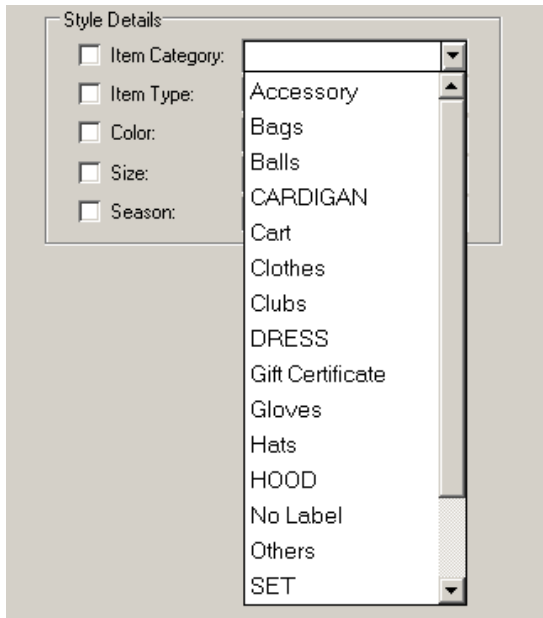 Style Details
Item Category:
Item Type:
Color:
Size:
Season:
Accessory
Bags
Balls
CARDIGAN
Cart
Clothes
Clubs
DRESS
Gift Certificate
Gloves
Hats
HOOD
No Label
Others
SET